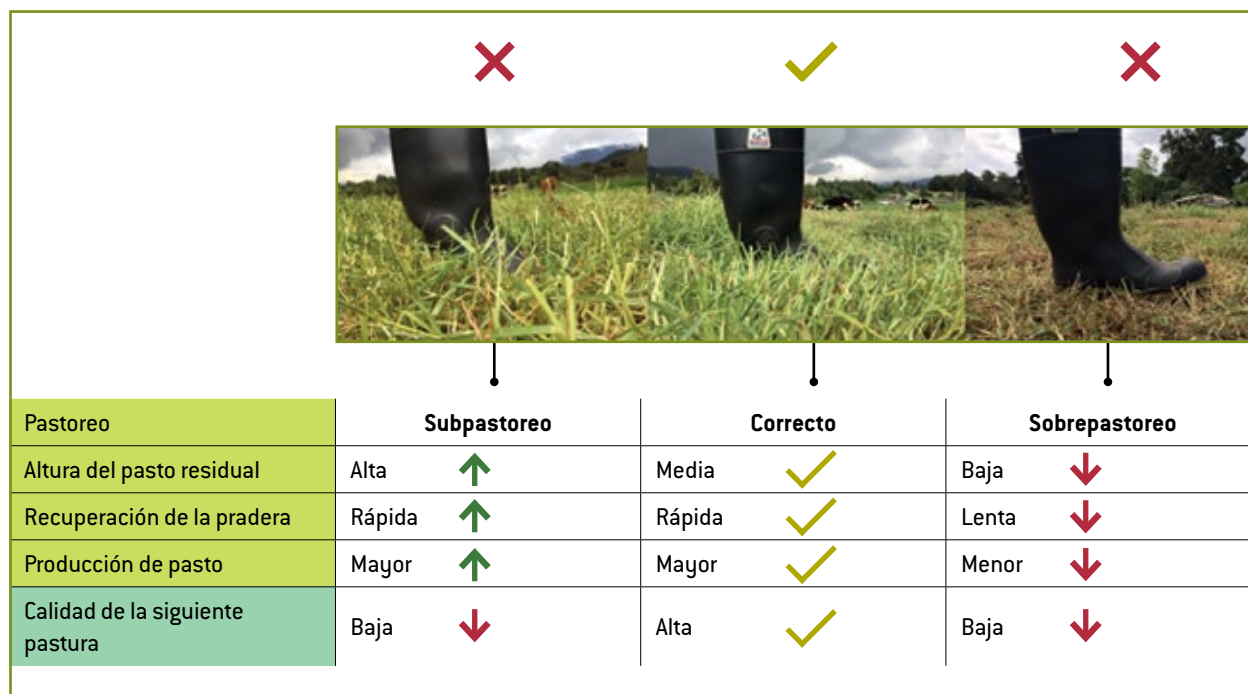 Pastoreo Subpastoreo Correcto Sobrepastoreo
Altura del pasto residual Alta Media Baja
Recuperación de la pradera Rápida Rápida Lenta
Producción de pasto Mayor Mayor Menor
Calidad de la siguiente
pastura Baja Alta Baja